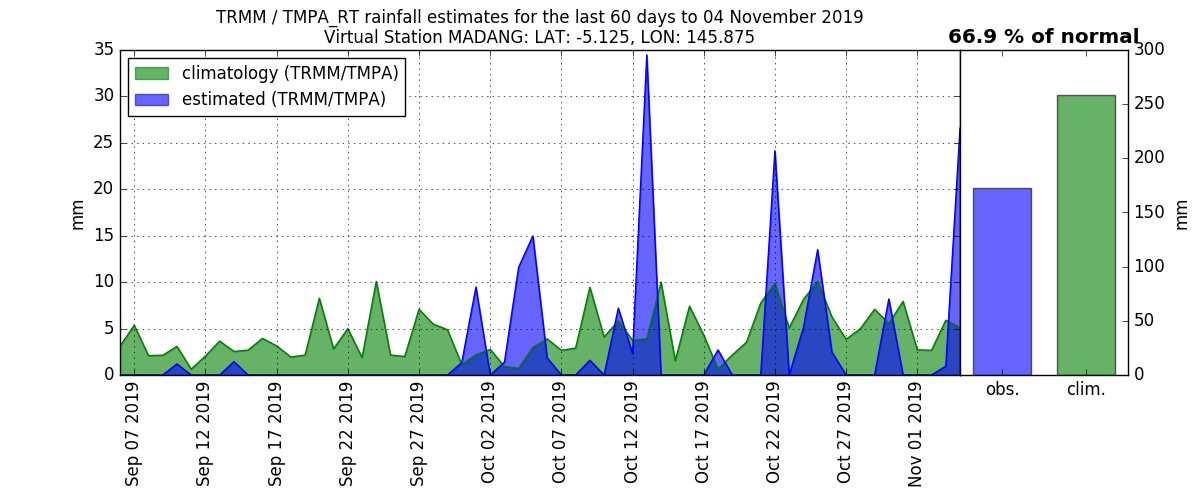 TRMM / TMPA_RT rainfall estimates for the last 60 days to 04 November 2019
Virtual Station MADANG: LAT: -5.125, LON: 145.875
66.9 % of normal
climatology (TRMM/TMPA)
estimated (TRMM/TMPA)
35
30
25
20
15
10
5
0
mm
Sep 07 2019
Sep 12 2019
Sep 17 2019
Sep 22 2019
Sep 27 2019
Oct 02 2019
Oct 07 2019
Oct 12 2019
Oct 17 2019
Oct 22 2019
Oct 27 2019
Nov 01 2019
obs.
clim.
300
250
200
150
100
50
0
mm